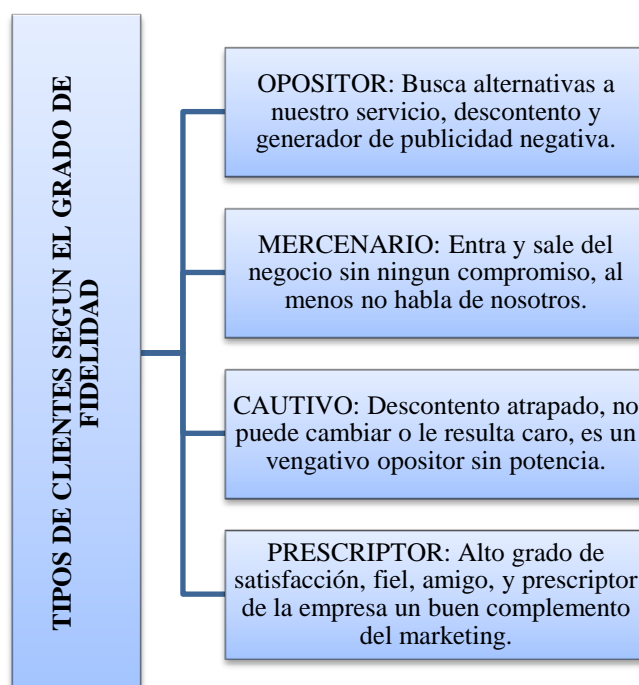 TIPOS DE CLIENTES SEGUN EL GRADO DE
FIDELIDAD
OPOSITOR: Busca alternativas a
nuestro servicio, descontento y
generador de publicidad negativa.
MERCENARIO: Entra y sale del
negocio sin ningun compromiso, al
menos no habla de nosotros.
CAUTIVO: Descontento atrapado, no
puede cambiar o le resulta caro, es un
vengativo opositor sin potencia.
PRESCRIPTOR: Alto grado de
satisfacción, fiel, amigo, y prescriptor
de la empresa un buen complemento
del marketing.